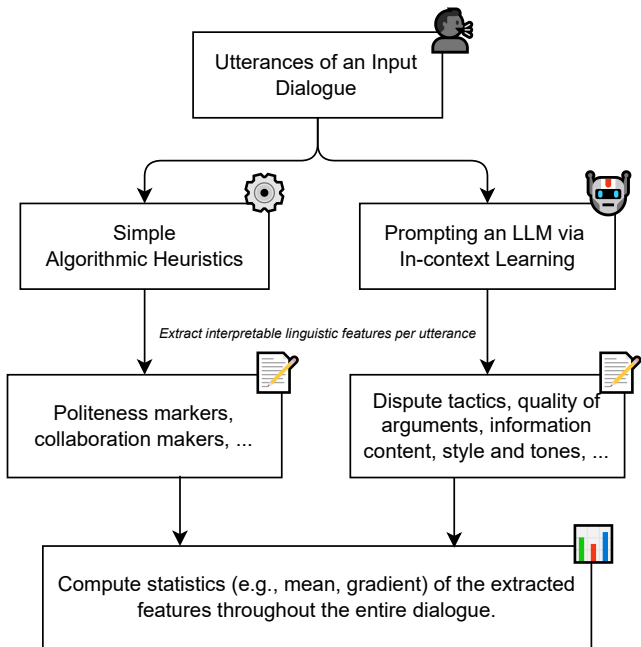 Utterances of an Input
Dialogue
Simple
Algorithmic Heuristics
Prompting an LLM via
In-context Learning
Extract interpretable linguistic features per utterance
Politeness markers,
collaboration makers, ...
Dispute tactics, quality of
arguments, information
content, style and tones, ...
Compute statistics (e.g., mean, gradient) of the extracted
features throughout the entire dialogue.